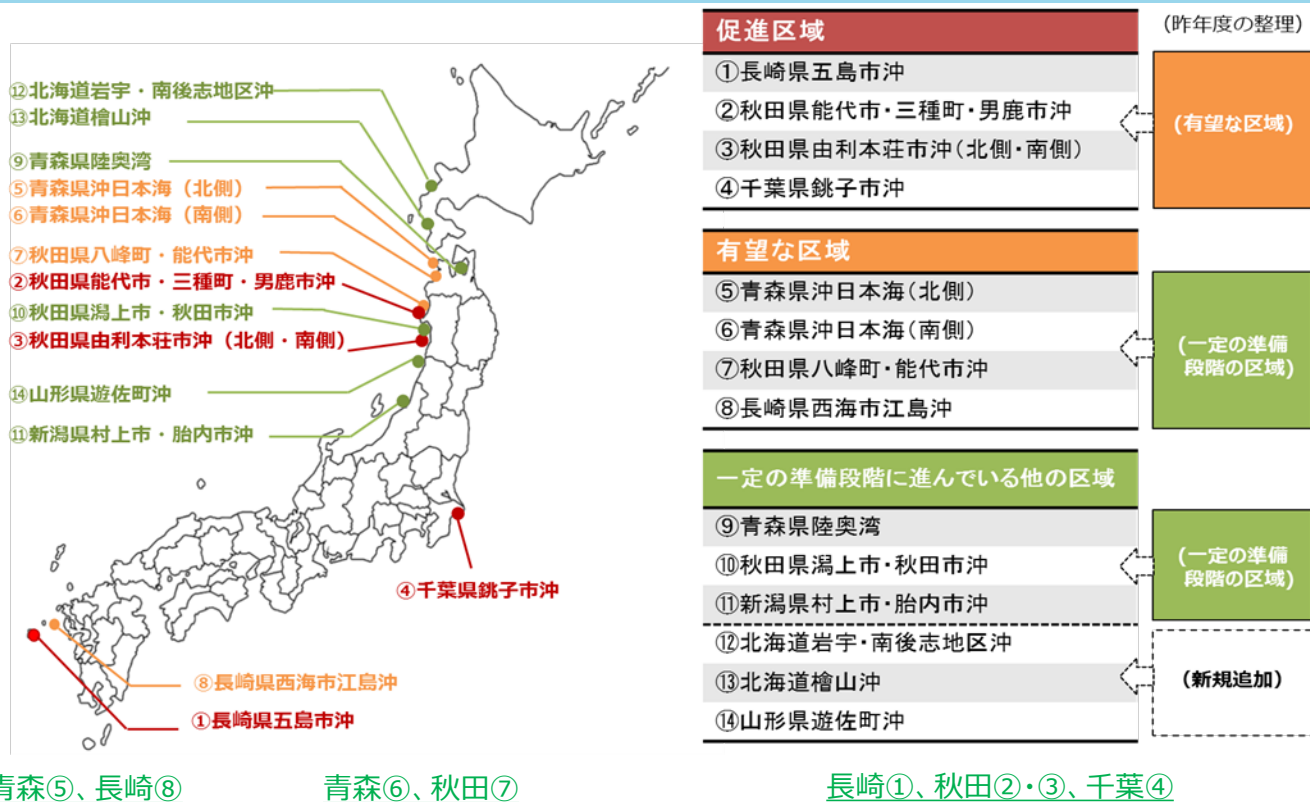 ⑫北海道岩宇・南後志地区沖
⑬北海道檜山沖
⑨青森県陸奥湾
⑤青森県沖日本海（北側）
⑥青森県沖日本海（南側）
⑦秋田県八峰町・能代市沖
②秋田県能代市・三種町・男鹿市沖
⑩秋田県潟上市・秋田市沖
③秋田県由利本荘市沖（北側・南側）
⑭山形県遊佐町沖
⑪新潟県村上市・胎内市沖
④千葉県銚子市沖
⑧長崎県西海市江島沖
①長崎県五島市沖
促進区域
①長崎県五島市沖
②秋田県能代市・三種町・男鹿市沖
③秋田県由利本荘市沖（北側・南側）
④千葉県銚子市沖
(昨年度の整理)
(有望な区域)
有望な区域
⑤青森県沖日本海（北側）
⑥青森県沖日本海（南側）
⑦秋田県八峰町・能代市沖
⑧長崎県西海市江島沖
(一定の準備
段階の区域)
一定の準備段階に進んでいる他の区域
⑨青森県陸奥湾
⑩秋田県潟上市・秋田市沖
⑪新潟県村上市・胎内市沖
⑫北海道岩宇・南後志地区沖
⑬北海道檜山沖
⑭山形県遊佐町沖
(一定の準備
段階の区域)
(新規追加)
青森⑤、長崎⑧
青森⑥、秋田⑦
長崎①、秋田②・③、千葉④